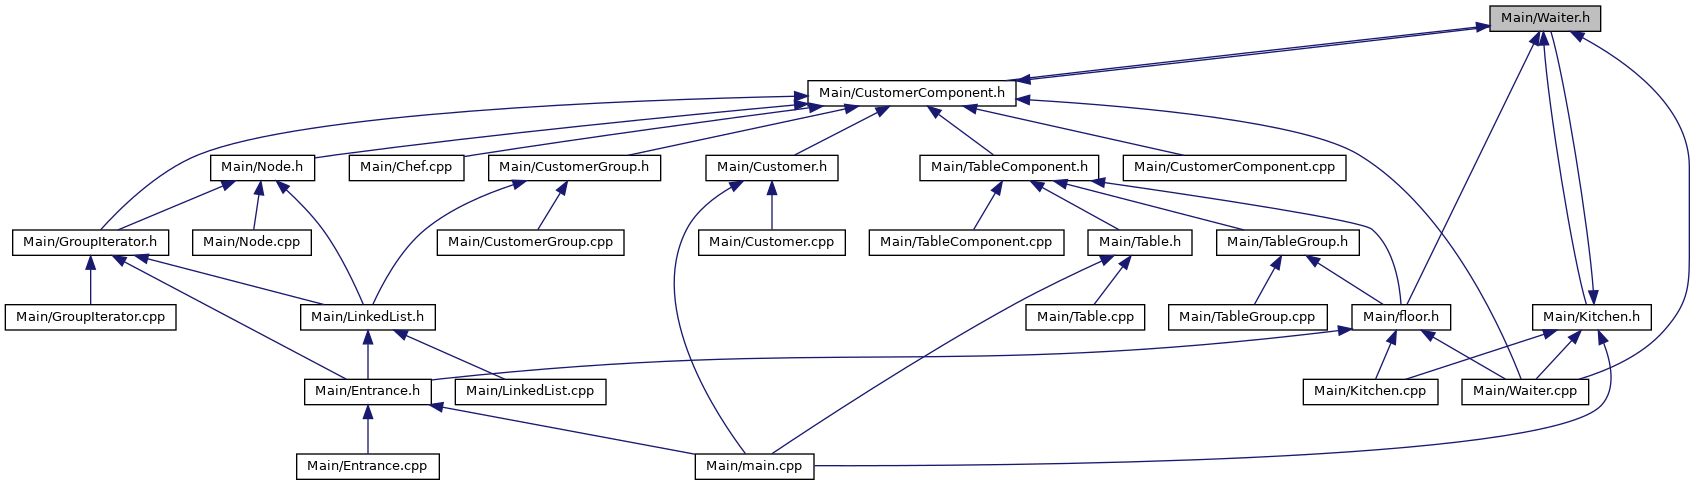 Main/Waiter.h
Main/CustomerComponent.h
Main/Node.h
Main/Chef.cpp
Main/CustomerGroup.h
Main/Customer.h
Main/TableComponent.h
Main/CustomerComponent.cpp
Main/GroupIterator.h
Main/Node.cpp
Main/CustomerGroup.cpp
Main/Customer.cpp
Main/TableComponent.cpp
Main/Table.h
Main/TableGroup.h
Main/GroupIterator.cpp
Main/LinkedList.h
Main/Table.cpp
Main/TableGroup.cpp
Main/floor.h
Main/Kitchen.h
Main/Entrance.h
Main/LinkedList.cpp
Main/Kitchen.cpp
Main/Waiter.cpp
Main/Entrance.cpp
Main/main.cpp